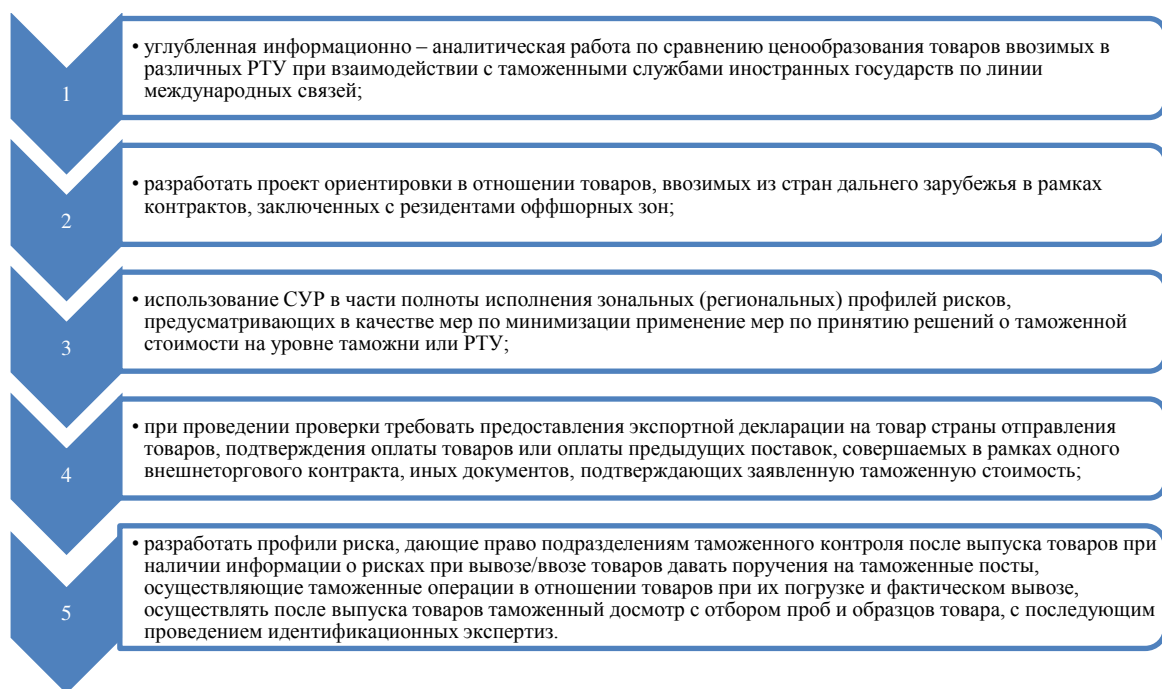 1
• углубленная информационно – аналитическая работа по сравнению ценообразования товаров ввозимых в
различных РТУ при взаимодействии с таможенными службами иностранных государств по линии
международных связей;
2
• разработать проект ориентировки в отношении товаров, ввозимых из стран дальнего зарубежья в рамках
контрактов, заключенных с резидентами оффшорных зон;
3
• использование СУР в части полноты исполнения зональных (региональных) профилей рисков,
предусматривающих в качестве мер по минимизации применение мер по принятию решений о таможенной
стоимости на уровне таможни или РТУ;
4
• при проведении проверки требовать предоставления экспортной декларации на товар страны отправления
товаров, подтверждения оплаты товаров или оплаты предыдущих поставок, совершаемых в рамках одного
внешнеторгового контракта, иных документов, подтверждающих заявленную таможенную стоимость;
5
• разработать профили риска, дающие право подразделениям таможенного контроля после выпуска товаров при
наличии информации о рисках при вывозе/ввозе товаров давать поручения на таможенные посты,
осуществляющие таможенные операции в отношении товаров при их погрузке и фактическом вывозе,
осуществлять после выпуска товаров таможенный досмотр с отбором проб и образцов товара, с последующим
проведением идентификационных экспертиз.